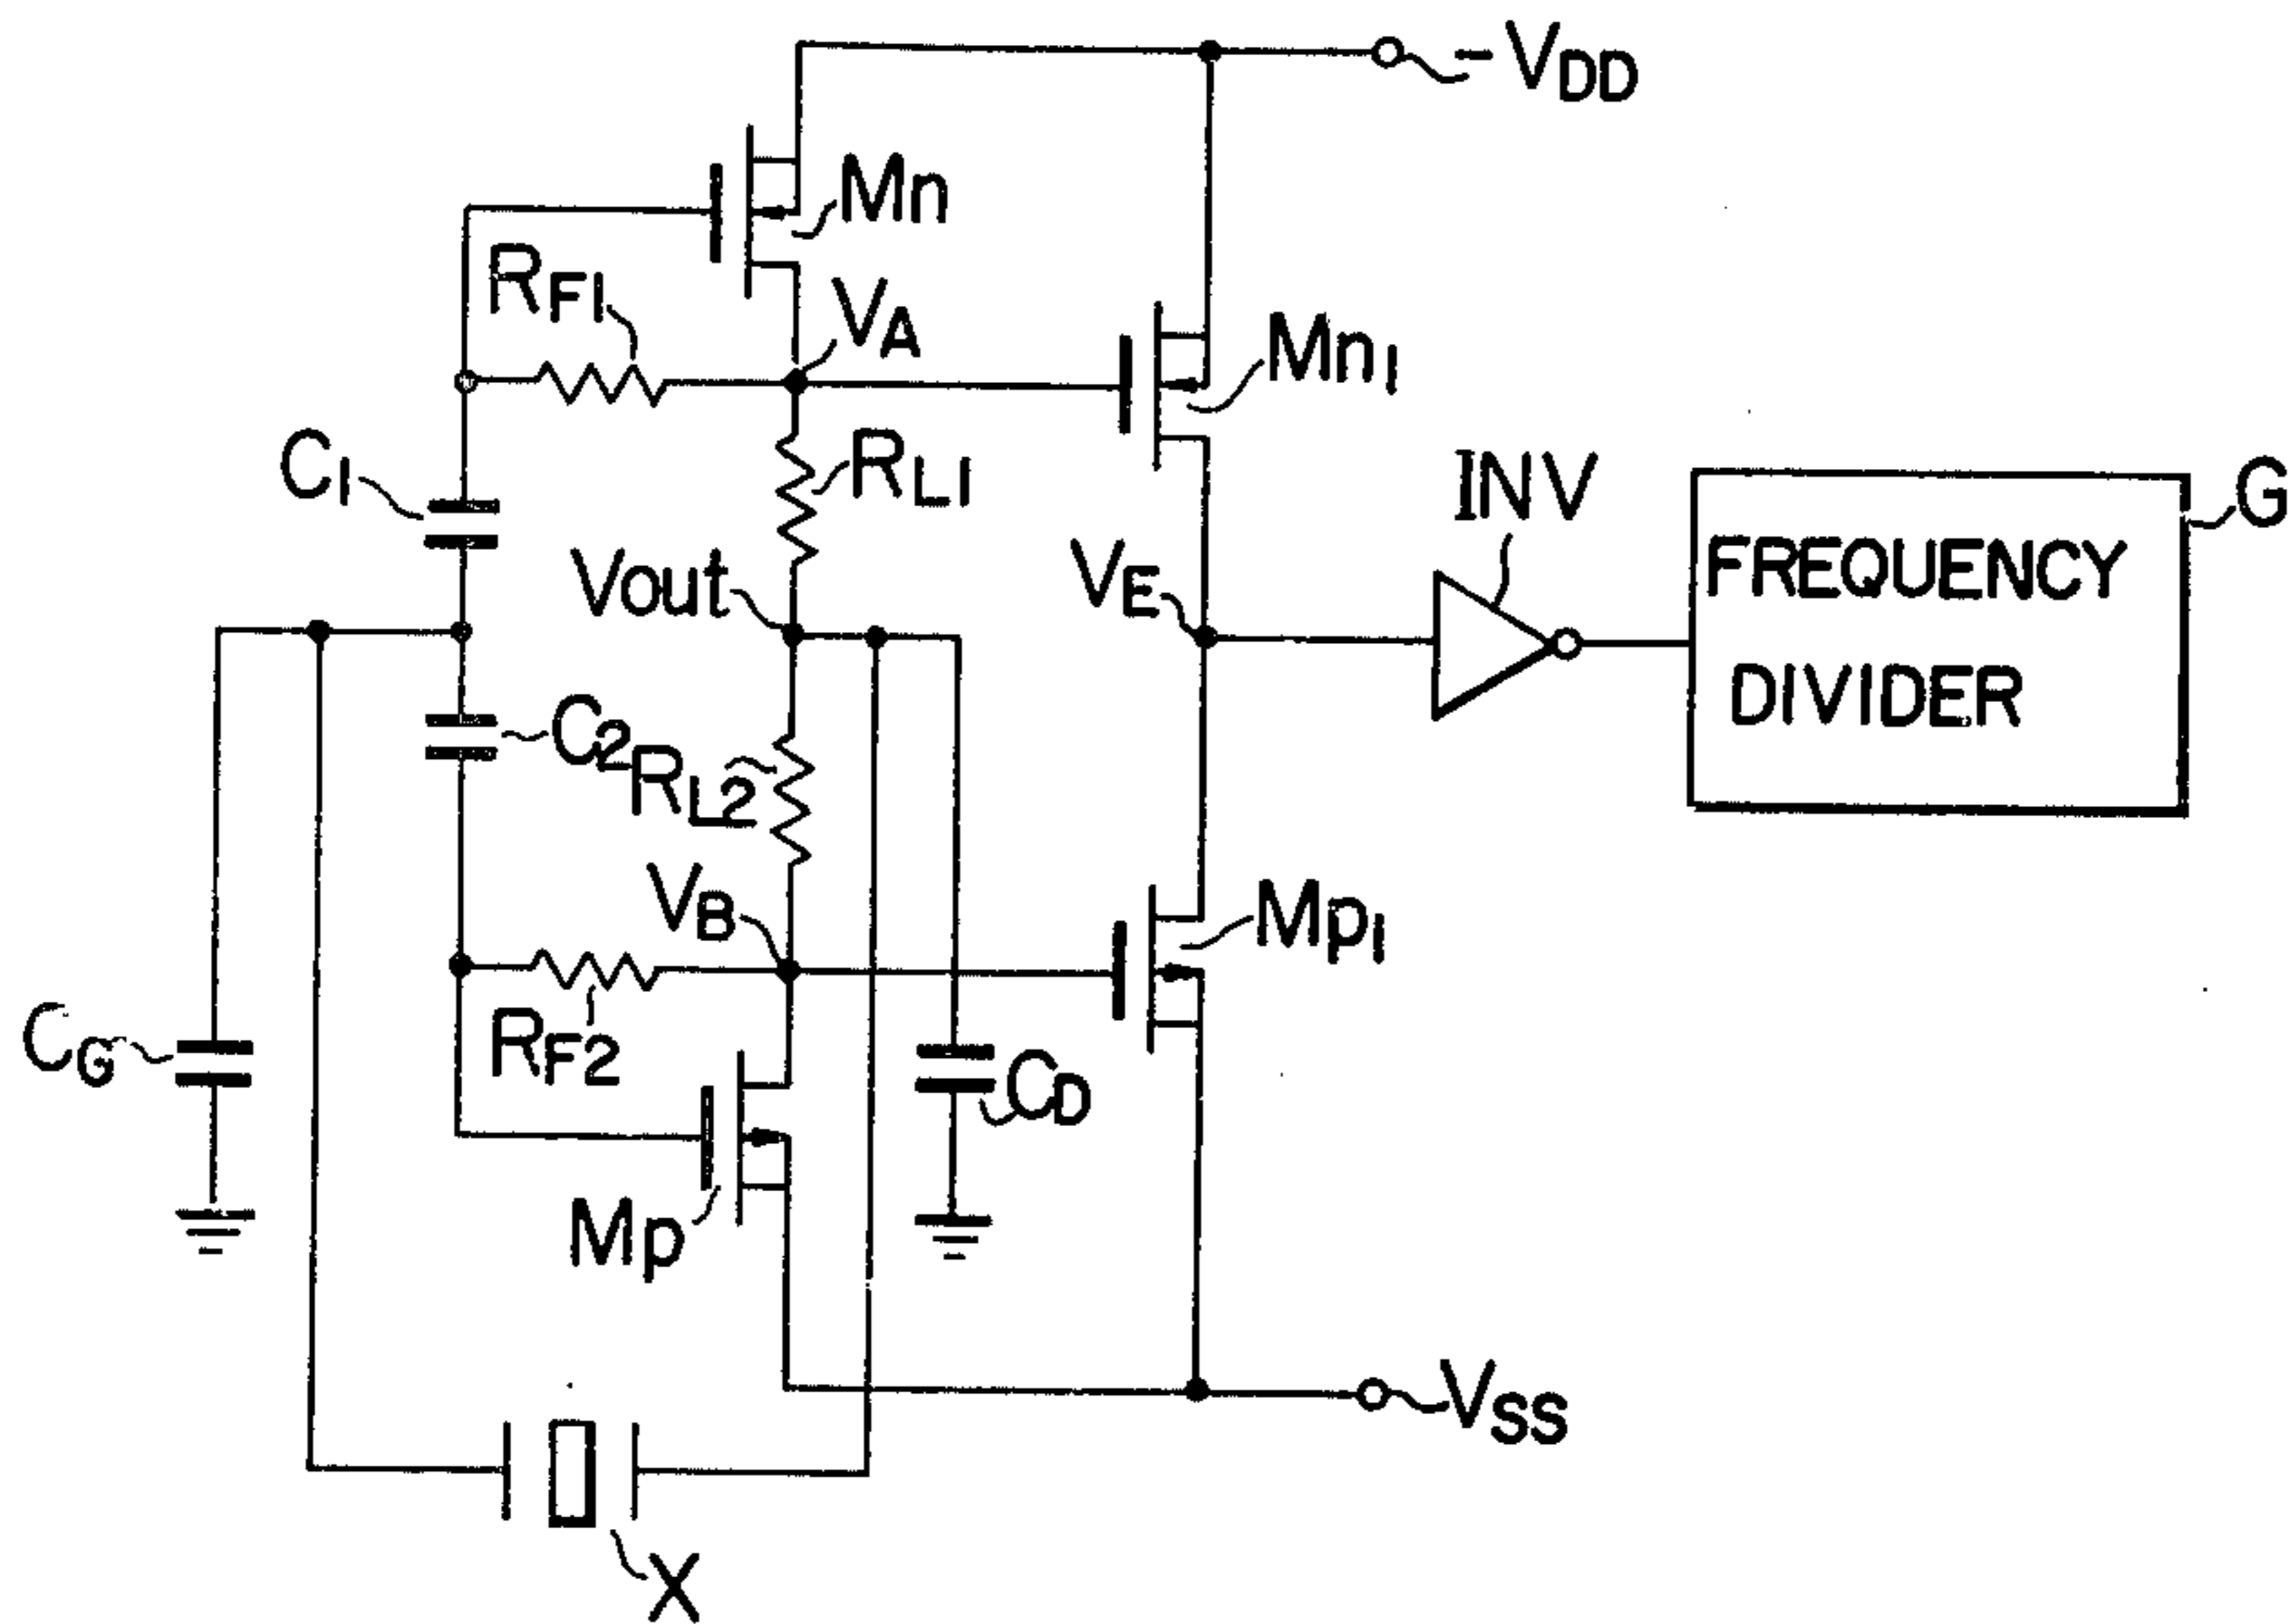 -VDD
Mn
RF1
VA
Mn1
C1
RL1
INV
G
Vout
VE
FREQUENCY
DIVIDER
C2
RL2
VB
Mp1
CG
RF2
CD
Mp
VSS
X